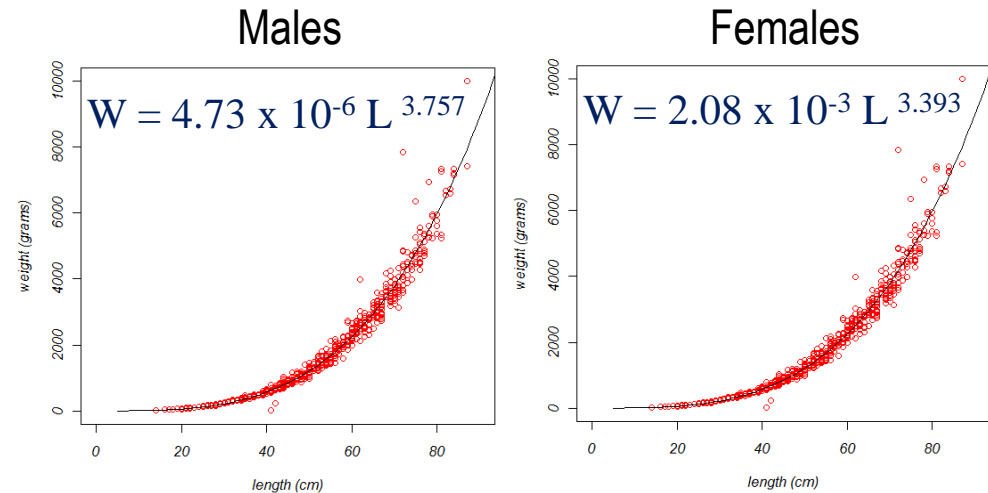 Males
W = 4.73 x 10-6 L 3.757
10000
8000
6000
4000
2000
0
weight (grams)
0 20 40 60 80
length (cm)
Females
W = 2.08 x 10-3 L 3.393
10000
8000
6000
4000
2000
0
weight (grams)
0 20 40 60 80
length (cm)